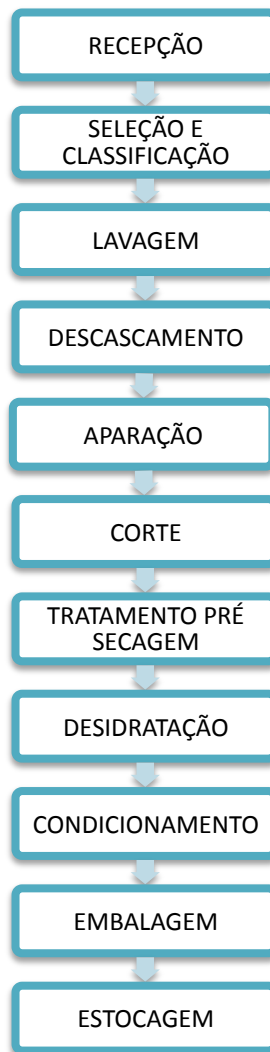 RECEPÇÃO
SELEÇÃO E
CLASSIFICAÇÃO
LAVAGEM
DESCASCAMENTO
APARAÇÃO
CORTE
TRATAMENTO PRÉ
SECAGEM
DESIDRATAÇÃO
CONDICIONAMENTO
EMBALAGEM
ESTOCAGEM